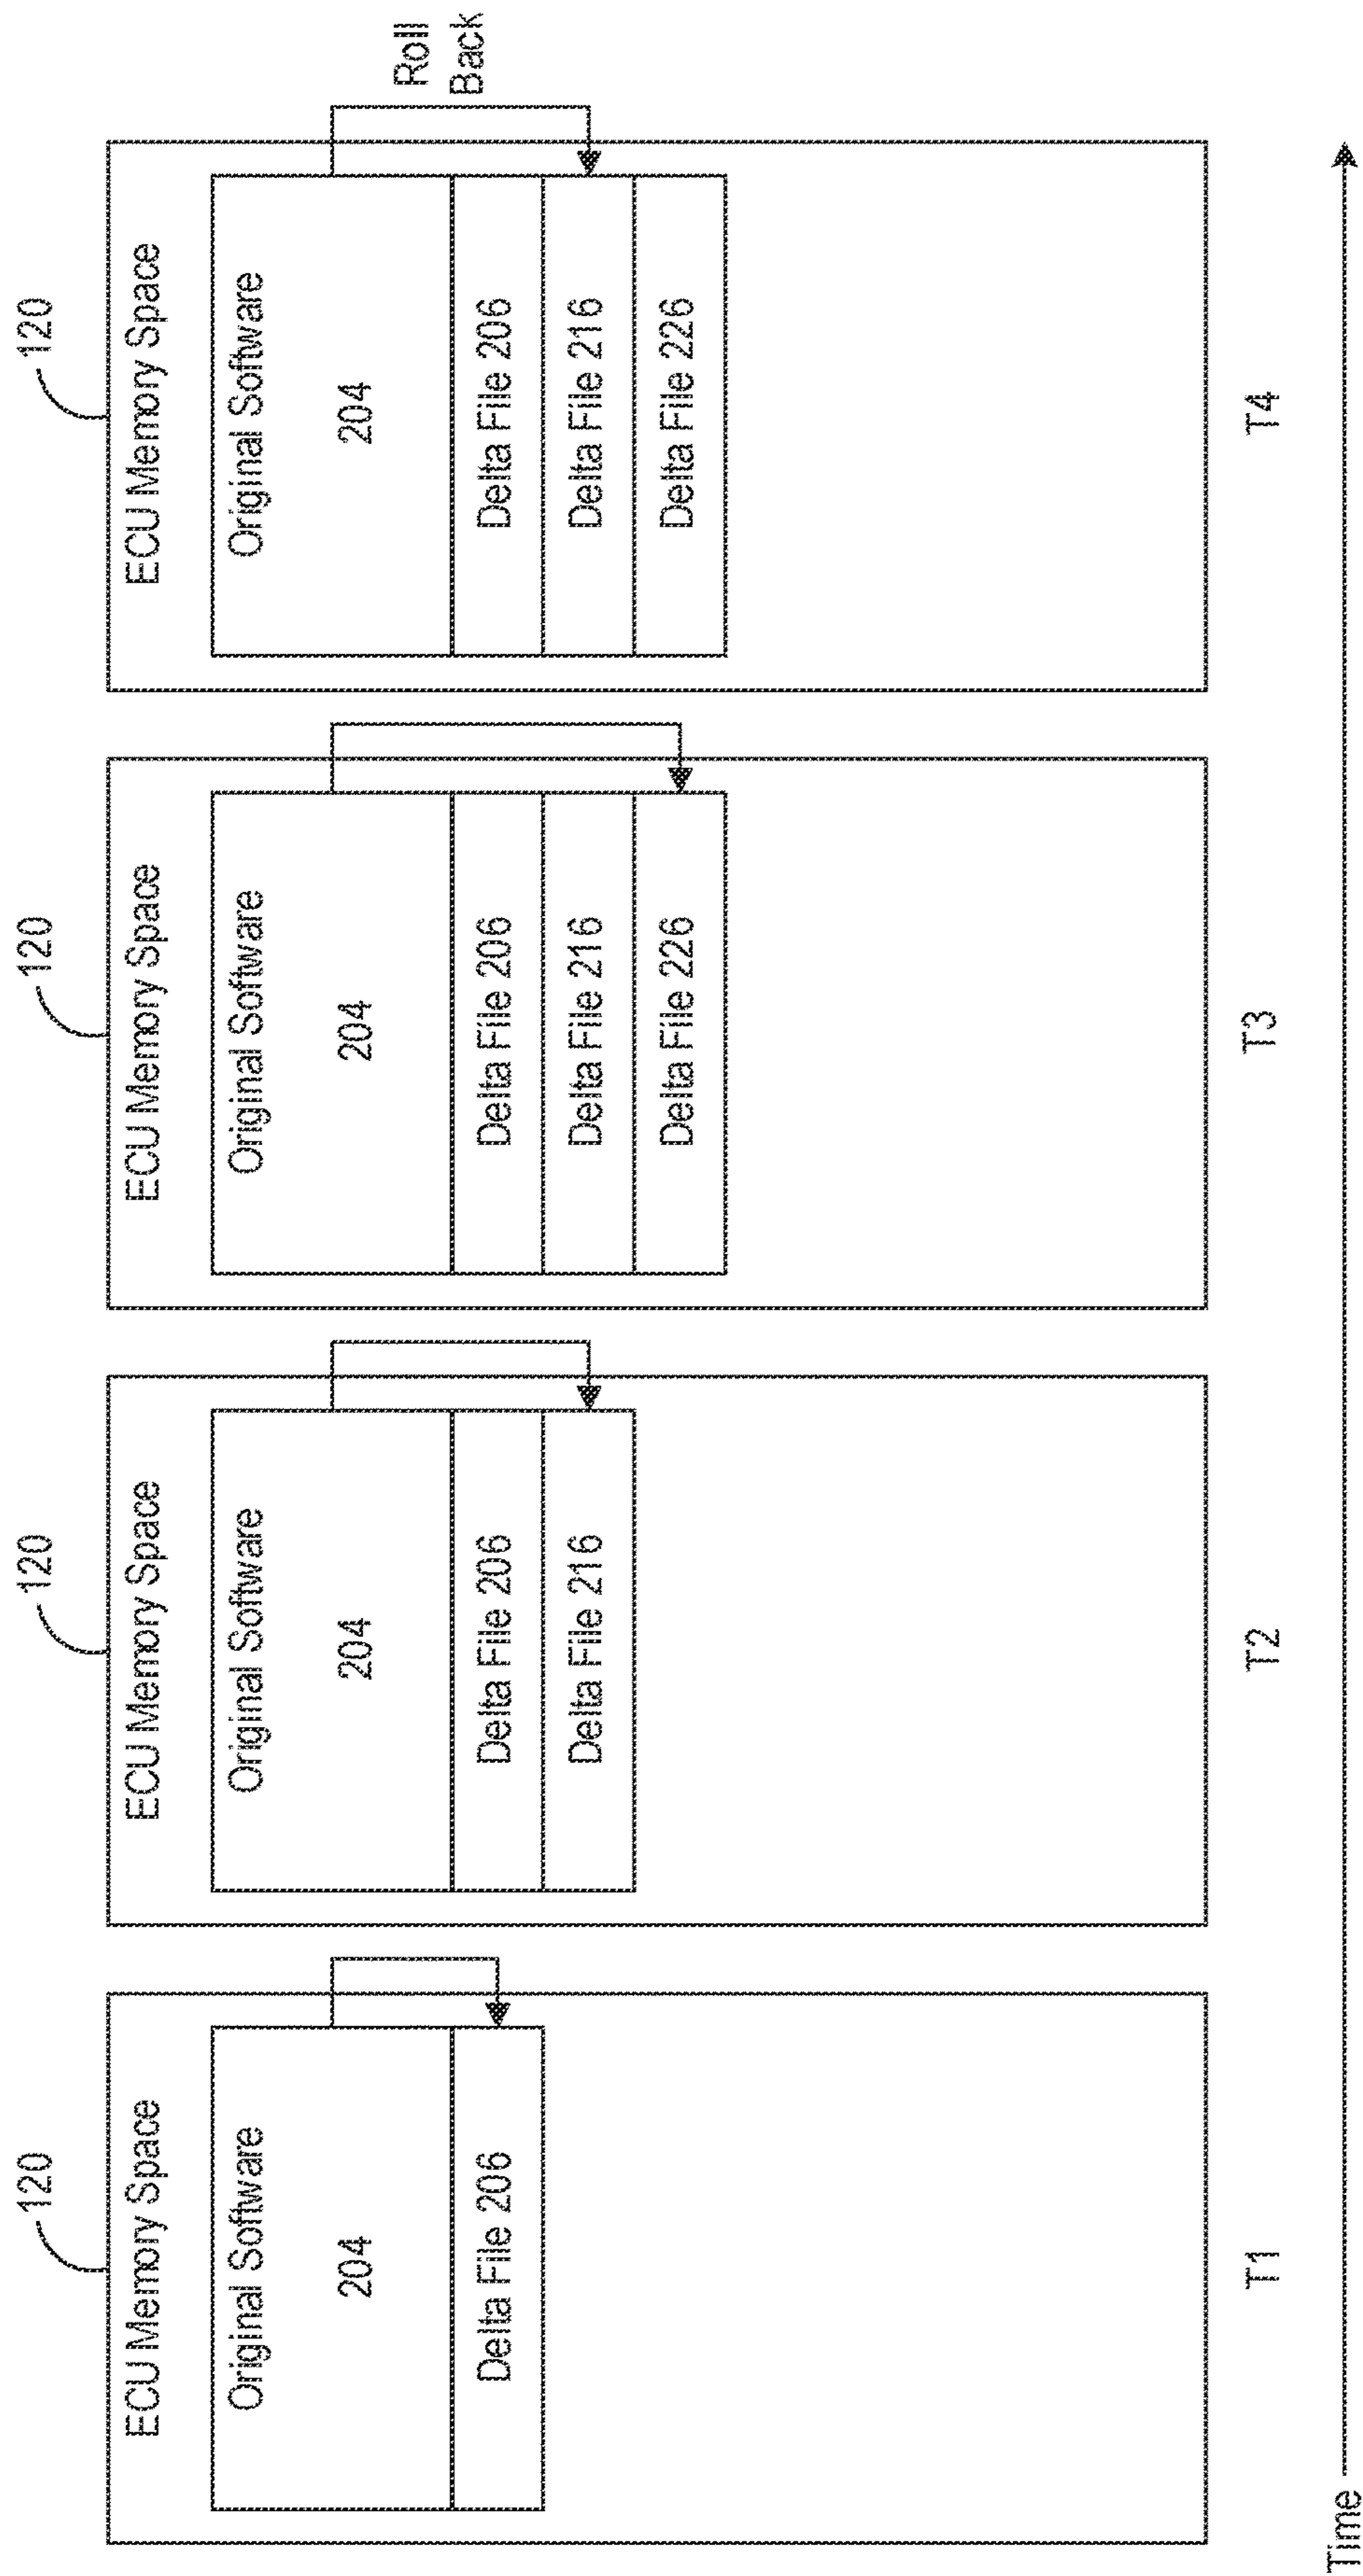 120
ECU Memory Space
Original Software
204
Delta File 206
T1
120
ECU Memory Space
Original Software
204
Delta File 206
Delta File 216
T2
120
ECU Memory Space
Original Software
204
Delta File 206
Delta File 216
Delta File 226
T3
120
ECU Memory Space
Original Software
204
Delta File 206
Delta File 216
Delta File 226
T4
Roll
Back
Time